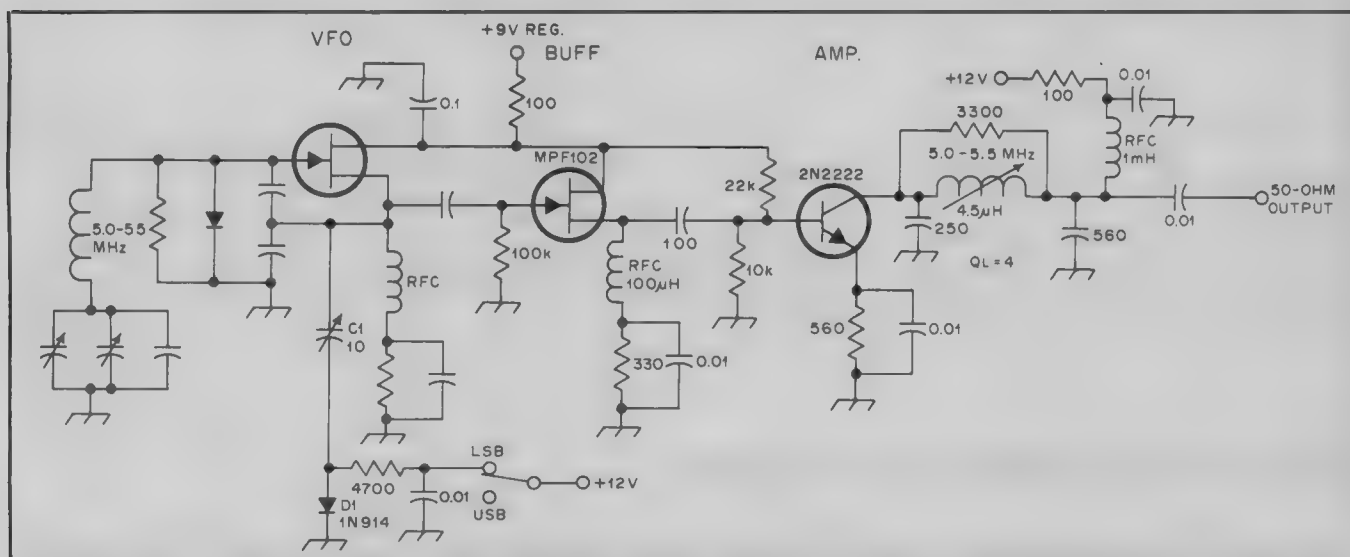 VFO
+9V REG.
BUFF
AMP.
+12V
100
0.01
0.1
100
3300
RFC
1mH
MPF102
2N2222
5.0-5.5 MHz
22k
5.0-5.5
MHz
4.5µH
50-OHM
OUTPUT
0.01
250
560
100k
100
10k
QL=4
RFC
RFC
100µH
C1
10
330
0.01
560
0.01
LSB
4700
0.01
+12V
D1
1N914
USB